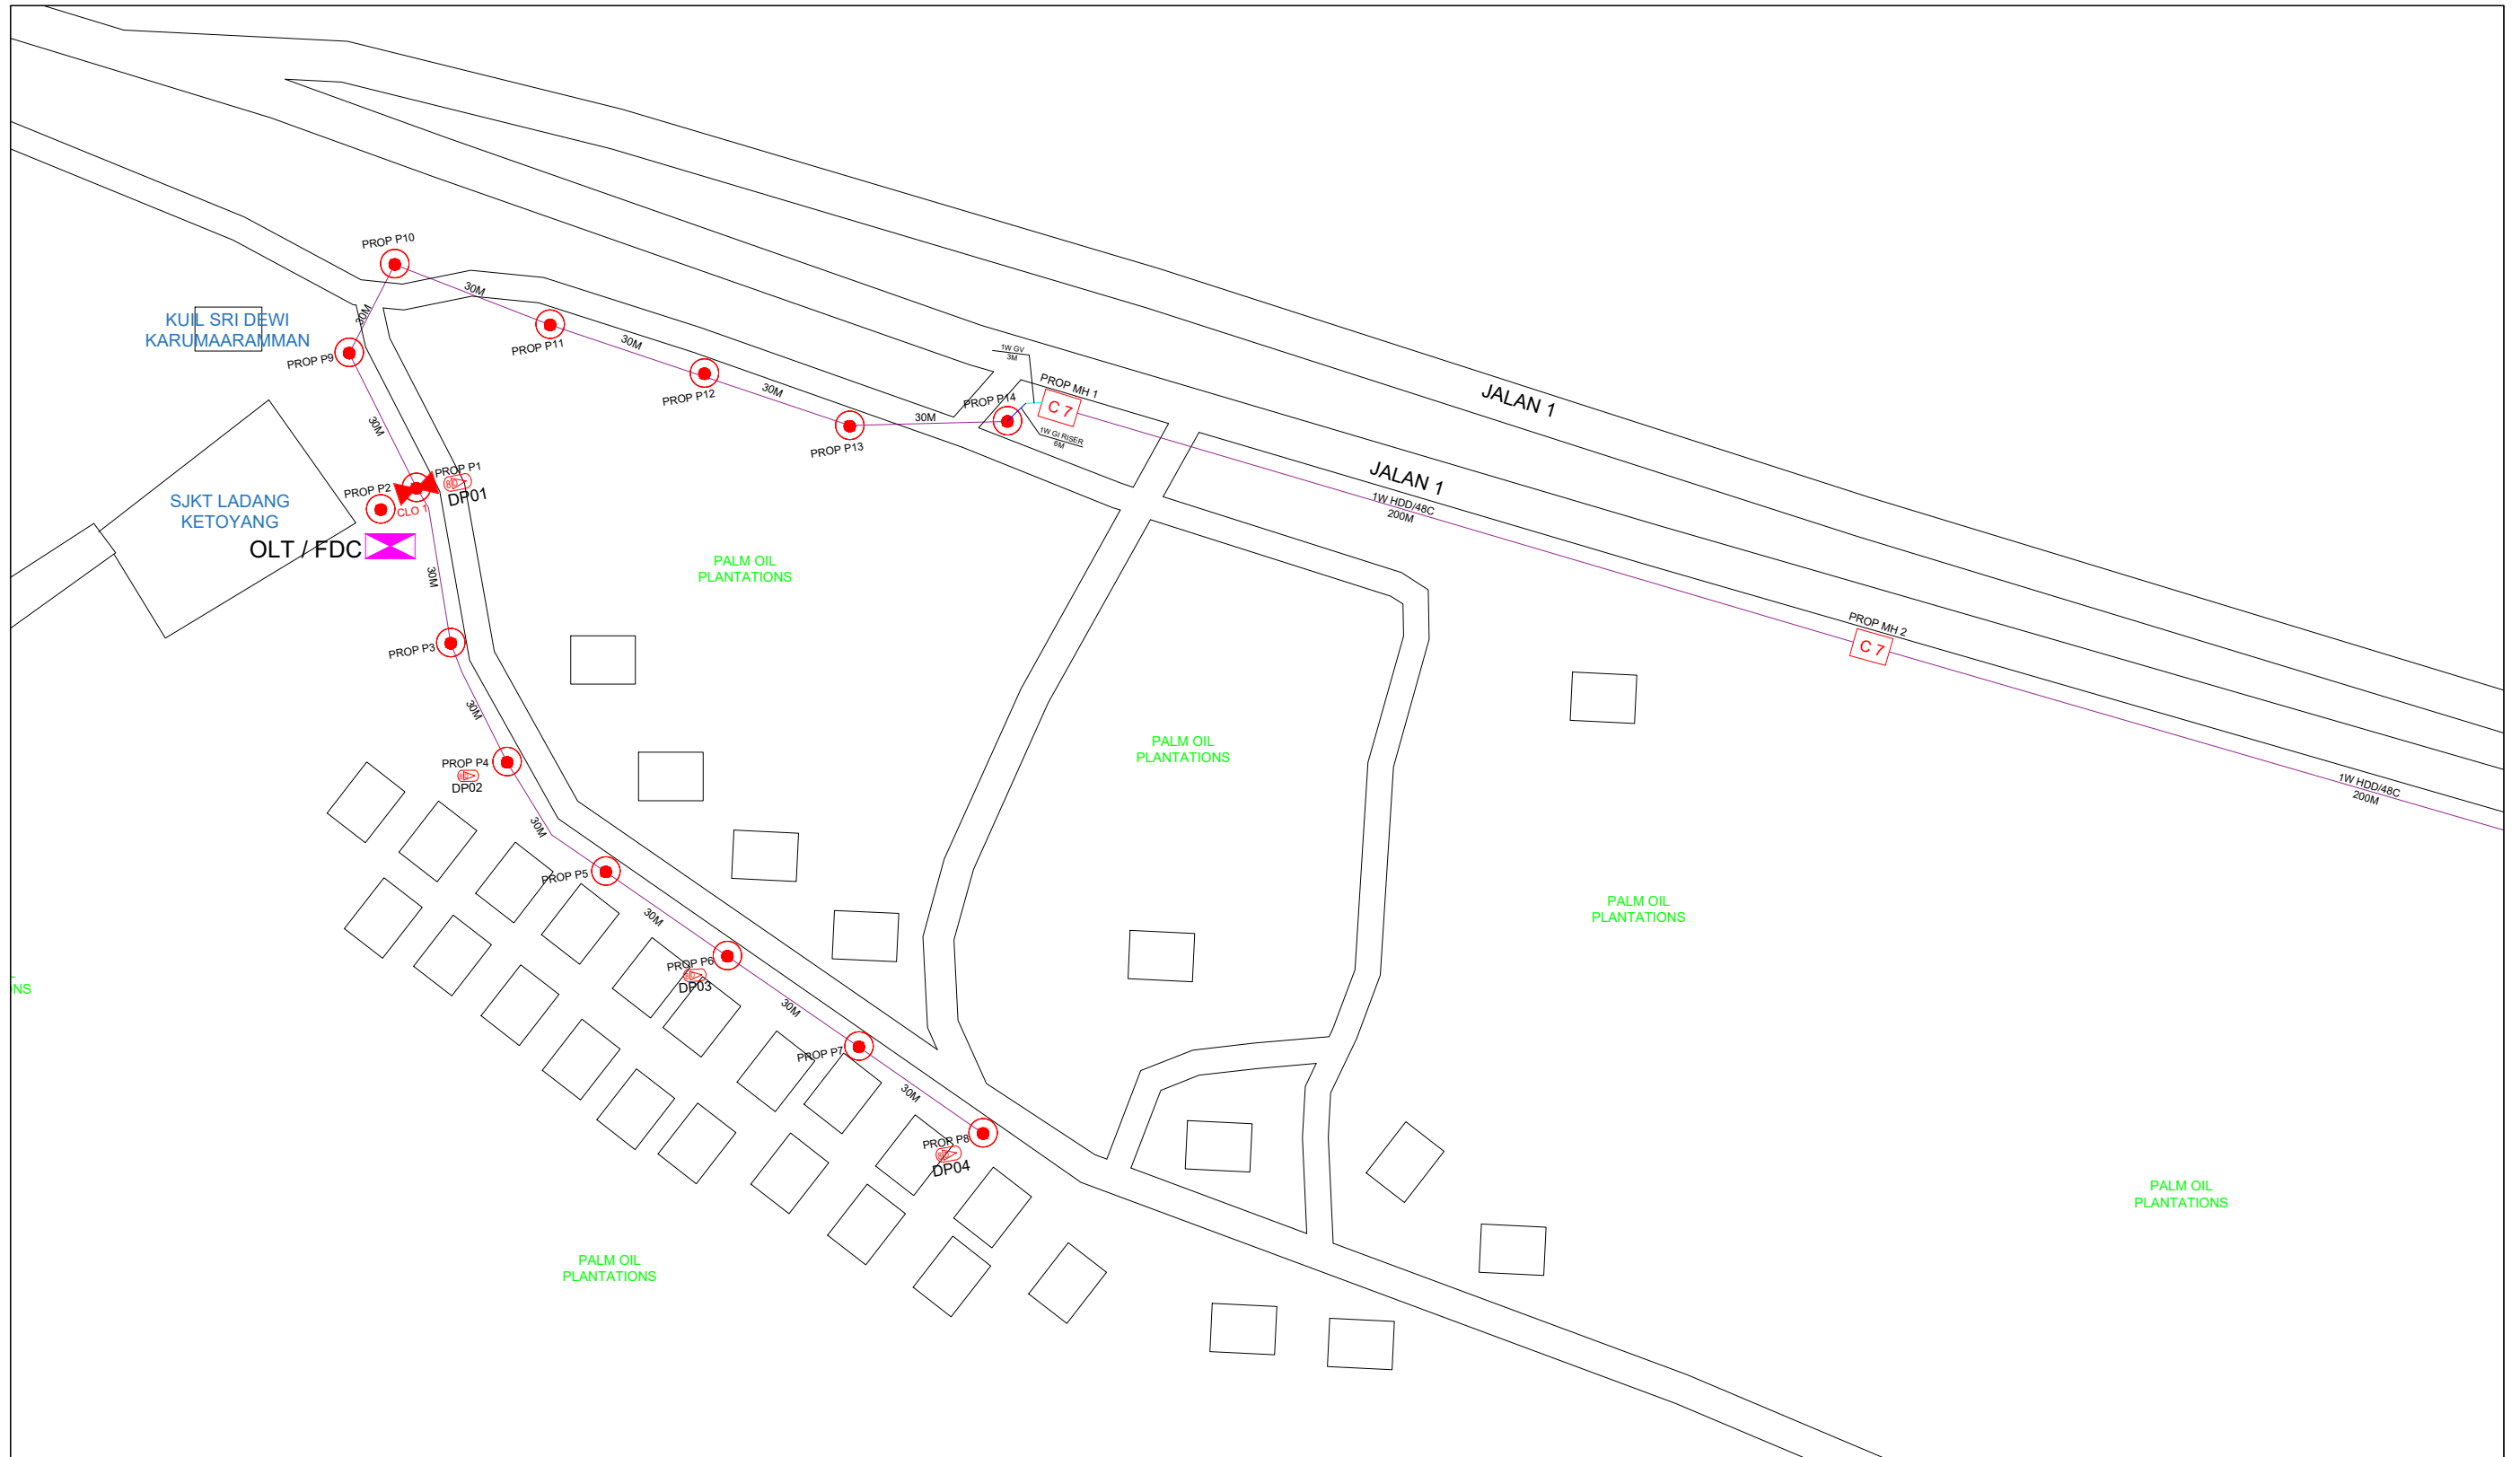 PROP P10
30M
KUIL SRI DEWI
KARUMAARAMMAN
30M
PROP P9
PROP P11
30M
PROP P12
30M
PROP P13
30M
1W GV
3M
PROP MH 1
C 7
PROP P14
1W GI RISER
6M
JALAN 1
JALAN 1
1W HDD/48C
200M
30M
PROP P1
PROP P2
DP01
CLO 1
SJKT LADANG
KETOYANG
OLT / FDC
30M
PALM OIL
PLANTATIONS
PROP P3
PROP MH 2
C 7
30M
PROP P4
DP02
PALM OIL
PLANTATIONS
1W HDD/48C
200M
30M
PROP P5
30M
PALM OIL
PLANTATIONS
PROP P6
DP03
NS
30M
PROP P7
30M
PROP P8
DP04
PALM OIL
PLANTATIONS
PALM OIL
PLANTATIONS